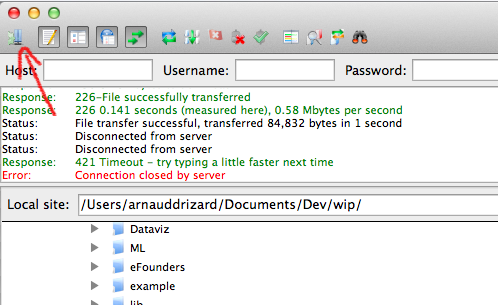 Host: Username: Password:
Response: 226-File successfully transferred
Response: 226 0.141 seconds (measured here), 0.58 Mbytes per second
Status: File transfer successful, transferred 84,832 bytes in 1 second
Status: Disconnected from server
Status: Disconnected from server
Response: 421 Timeout - try typing a little faster next time
Error: Connection closed by server
Local site: /Users/arnauddrizard/Documents/Dev/wip/
Dataviz
ML
eFounders
example
lib